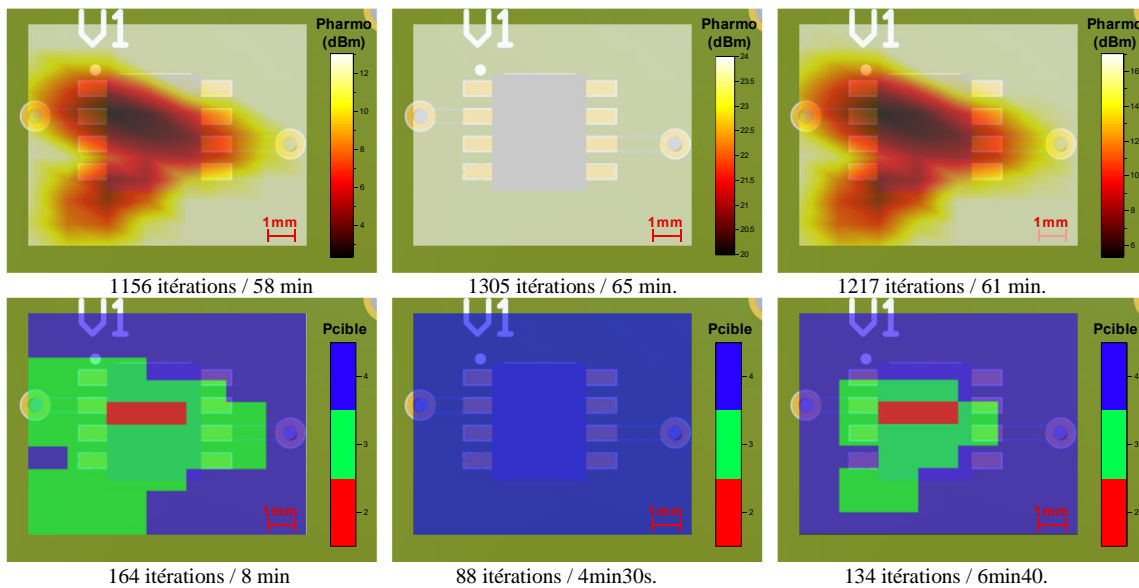 V1
Pharmo
(dBm)
12
10
8
6
4
1mm
1156 itérations / 58 min
V1
Pharmo
(dBm)
24
23.5
23
22.5
22
21.5
21
20.5
20
1mm
1305 itérations / 65 min.
V1
Pharmo
(dBm)
16
14
12
10
8
6
1mm
1217 itérations / 61 min.
V1
Pcible
4
3
2
1mm
164 itérations / 8 min
V1
Pcible
4
3
2
1mm
88 itérations / 4min30s.
V1
Pcible
4
3
2
1mm
134 itérations / 6min40.